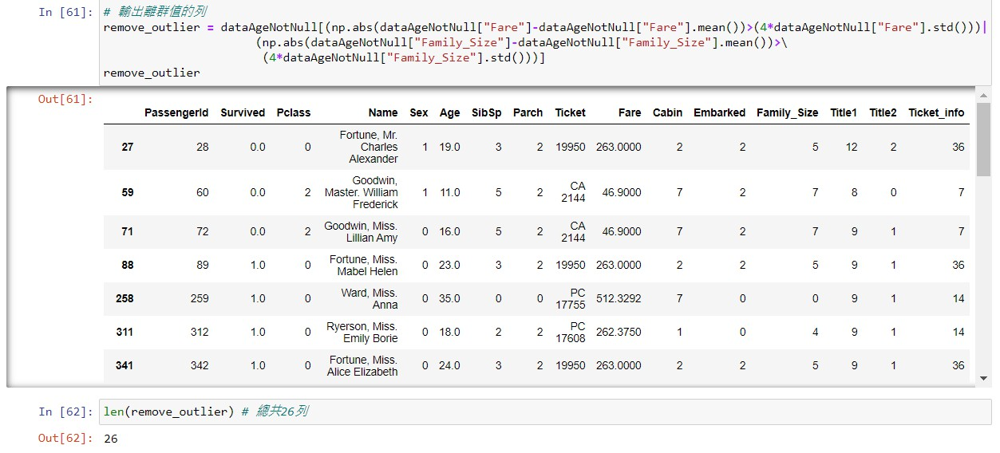 In [61]: # 輸出離群值的列
remove_outlier = dataAgeNotNull[(np.abs(dataAgeNotNull["Fare"]-dataAgeNotNull["Fare"].mean())>(4*dataAgeNotNull["Fare"].std()))|
(np.abs(dataAgeNotNull["Family_Size"]-dataAgeNotNull["Family_Size"].mean())>\
(4*dataAgeNotNull["Family_Size"].std()))]
remove_outlier
Out[61]:
PassengerId Survived Pclass Name Sex Age SibSp Parch Ticket Fare Cabin Embarked Family_Size Title1 Title2 Ticket_info
27 28 0.0 0 Fortune, Mr. Charles Alexander 1 19.0 3 2 19950 263.0000 2 2 5 12 2 36
59 60 0.0 2 Goodwin, Master. William Frederick 1 11.0 5 2 CA 2144 46.9000 7 2 7 8 0 7
71 72 0.0 2 Goodwin, Miss. Lillian Amy 0 16.0 5 2 CA 2144 46.9000 7 2 7 9 1 7
88 89 1.0 0 Fortune, Miss. Mabel Helen 0 23.0 3 2 19950 263.0000 2 2 5 9 1 36
258 259 1.0 0 Ward, Miss. Anna 0 35.0 0 0 PC 17755 512.3292 7 0 0 9 1 14
311 312 1.0 0 Ryerson, Miss. Emily Borie 0 18.0 2 2 PC 17608 262.3750 1 0 4 9 1 14
341 342 1.0 0 Fortune, Miss. Alice Elizabeth 0 24.0 3 2 19950 263.0000 2 2 5 9 1 36
In [62]: len(remove_outlier) # 總共26列
Out[62]: 26